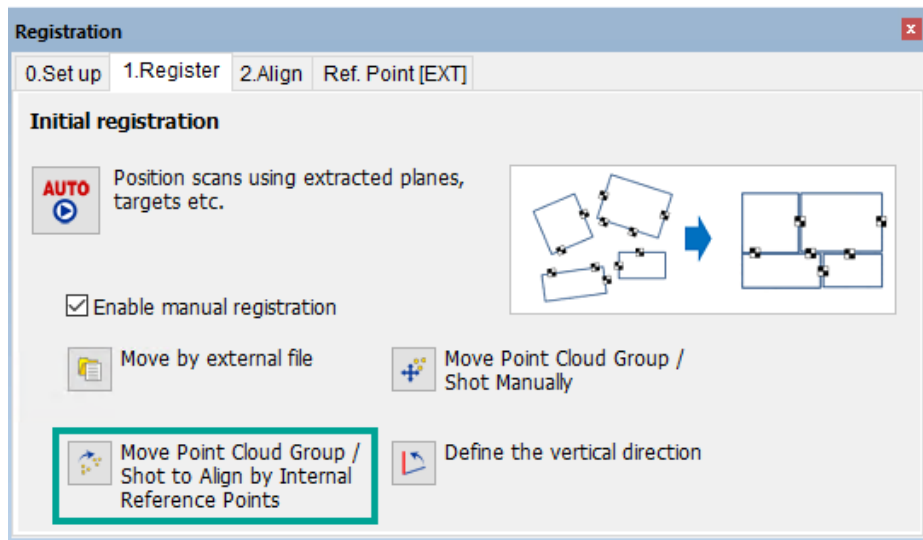 Registration
x
0.Set up 1.Register 2.Align Ref. Point [EXT]
Initial registration
AUTO
Position scans using extracted planes,
targets etc.
Enable manual registration
Move by external file
Move Point Cloud Group /
Shot Manually
Move Point Cloud Group /
Shot to Align by Internal
Reference Points
Define the vertical direction